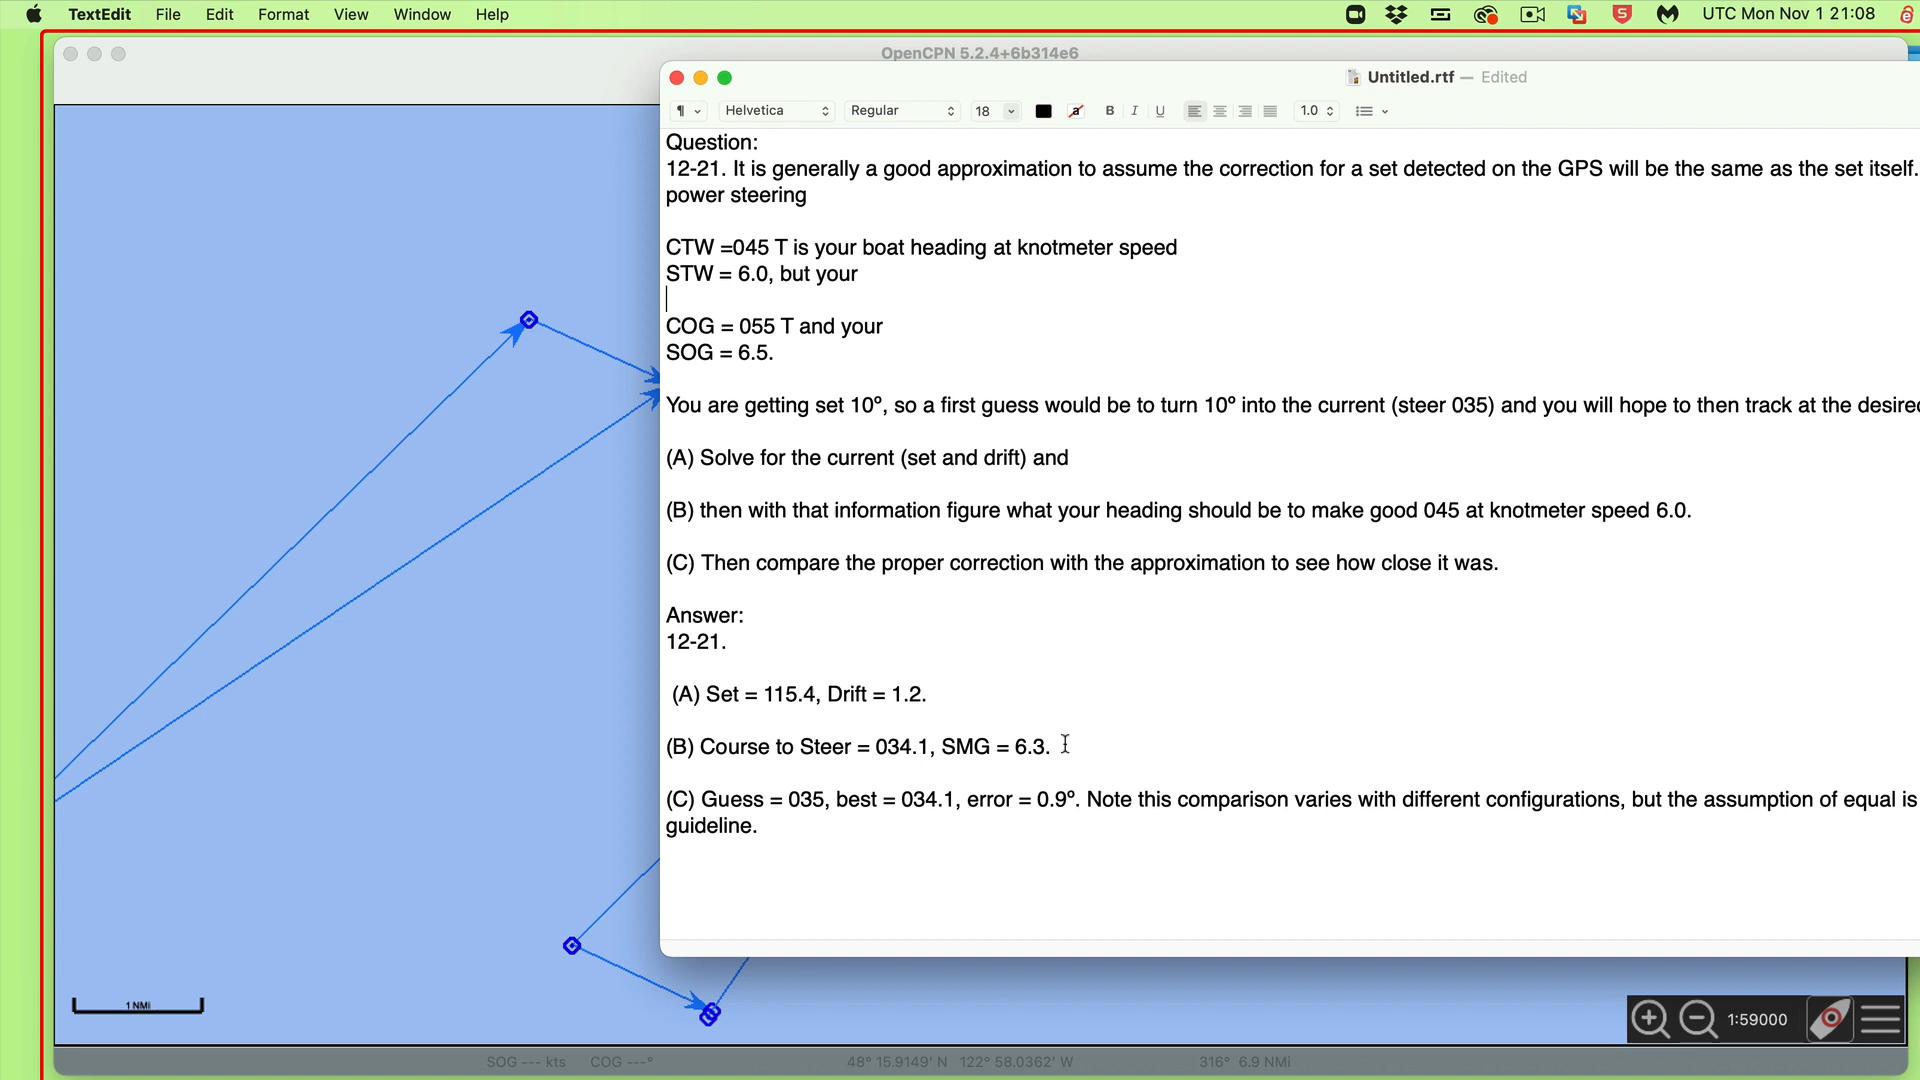 TextEdit File Edit Format View Window Help UTC Mon Nov 1 21:08
OpenCPN 5.2.4+6b314e6
Untitled.rtf — Edited
Helvetica Regular 18 B I U 1.0
Question:
12-21. It is generally a good approximation to assume the correction for a set detected on the GPS will be the same as the set itself.
power steering
CTW =045 T is your boat heading at knotmeter speed
STW = 6.0, but your
COG = 055 T and your
SOG = 6.5.
You are getting set 10º, so a first guess would be to turn 10º into the current (steer 035) and you will hope to then track at the desired
(A) Solve for the current (set and drift) and
(B) then with that information figure what your heading should be to make good 045 at knotmeter speed 6.0.
(C) Then compare the proper correction with the approximation to see how close it was.
Answer:
12-21.
(A) Set = 115.4, Drift = 1.2.
(B) Course to Steer = 034.1, SMG = 6.3.
(C) Guess = 035, best = 034.1, error = 0.9º. Note this comparison varies with different configurations, but the assumption of equal is
guideline.
1 NMi
1:59000
SOG --- kts COG ---° 48° 15.9149' N 122° 58.0362' W 316° 6.9 NMi